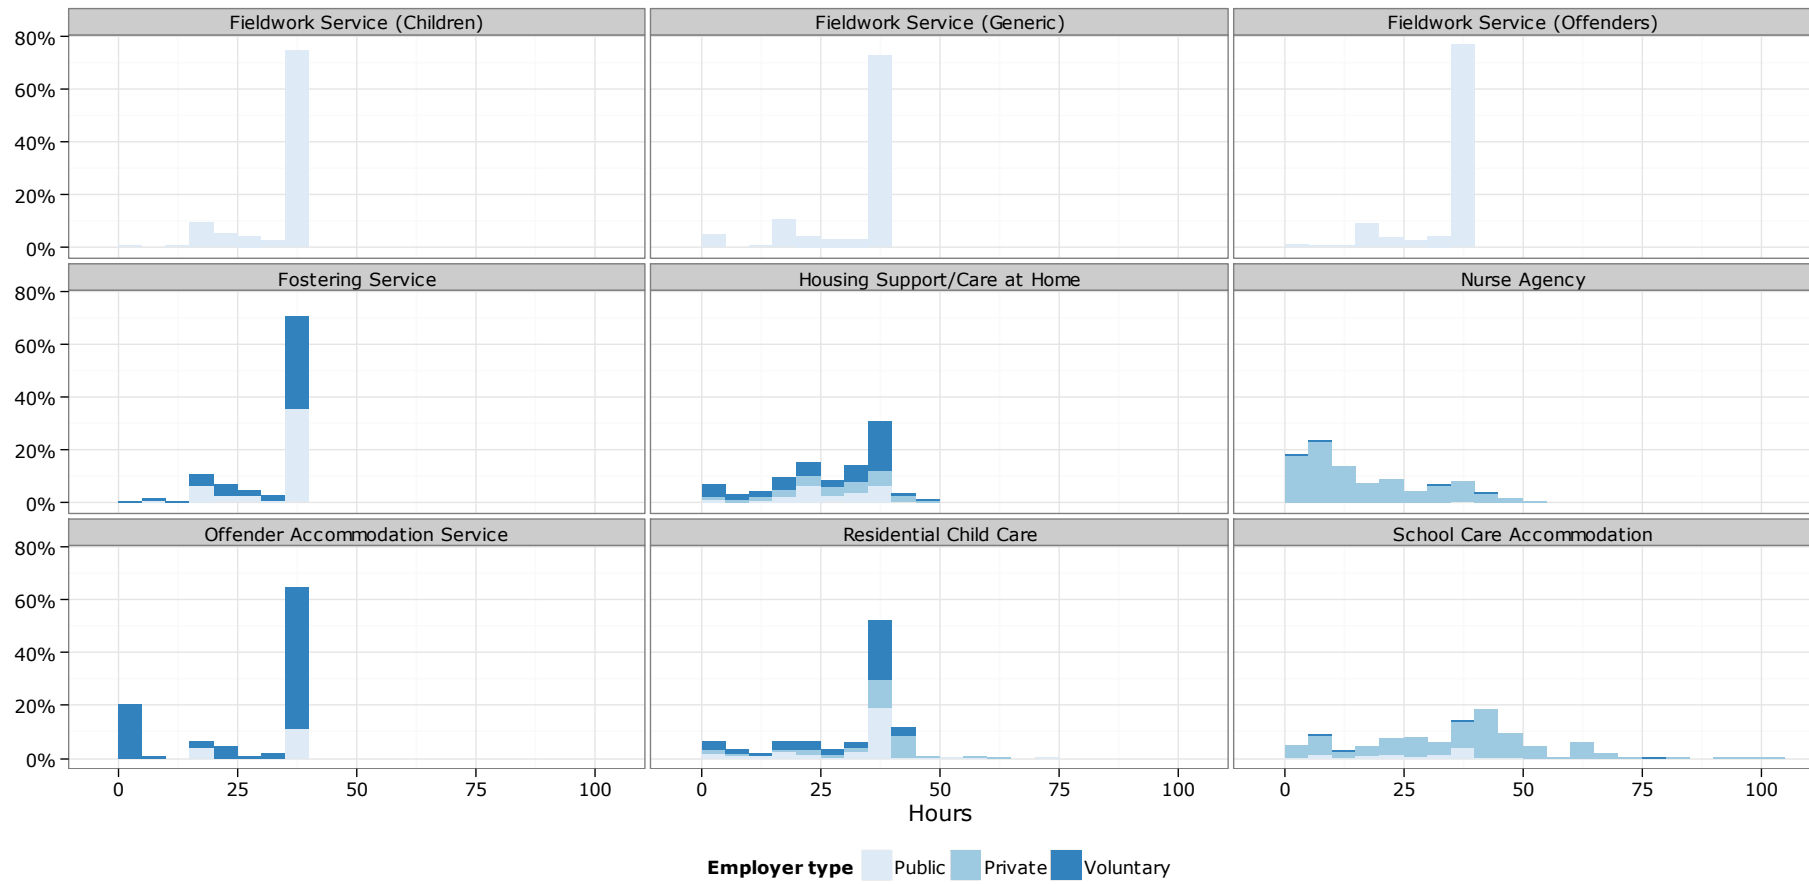 Fieldwork Service (Children) Fieldwork Service (Generic) Fieldwork Service (Offenders)
80%
60%
40%
20%
0%
Fostering Service Housing Support/Care at Home Nurse Agency
80%
60%
40%
20%
0%
Offender Accommodation Service Residential Child Care School Care Accommodation
80%
60%
40%
20%
0%
0 25 50 75 100 0 25 50 75 100 0 25 50 75 100
Hours
Employer type Public Private Voluntary